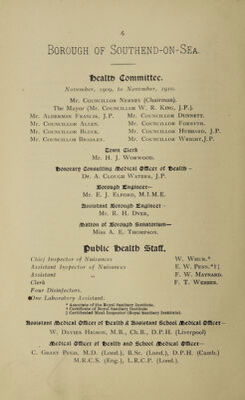 4
BOROUGH OF SOUTHEND-ON-SEA.
Health Committee.
November, 1909, to November, 1910.
MR. COUNCILLOR NERNEY (Chairman).
THE MAYOR (MR. COUNCILLOR W. R. KING, J.P.).
MR. ALDERMAN FRANCIS, J.P. MR. COUNCILLOR DUNNETT.
MR. COUNCILLOR ALLEN. MR. COUNCILLOR FORSYTH.
MR. COUNCILLOR BLUCK. MR. COUNCILLOR HUBBARD, J.P.
MR. COUNCILLOR BRADLEY. MR. COUNCILLOR WRIGHT, J.P.
Town Clerk
MR. H. J. WORWOOD.
Honorary Consulting Medical Officer of Health—
DR. A. CLOUGH WATERS, J.P.
Borough Engineer—
MR. E. J. ELFORD, M.I.M.E.
Assistant Borough Engineer—
MR. R. H. DYER,
Matron of Borough Sanatorium—
MISS A. E. THOMPSON.
Public Health Staff.
Chief Inspector of Nuisances W. WHUR.*†
Assistant Inspector of Nuisances E. W. PENN.*†‡
Assistant „ F. W. MAYNARD.
Clerk F. T. WEBBER.
Four Disinfectors.
One Laboratory Assistant.
* Associate of the Royal Sanitary Institute.
† Certificate of Royal Sanitary Institute.
‡ Certificated Meat Inspector (Royal Sanitary Institute).
Assistant Medical Officer of Health & Assistant School Medical Officer—
W. DAVIES HIGSON, M.B., Ch.B., D.P.H. (Liverpool)
Medical Officer of Health and School Medical Officer—
C. GRANT PUGH, M.D. (Lond.), B.Sc. (Lond.), D.P.H. (Camb.)
M.R.C.S. (Eng.), L.R.C.P. (Lond.).